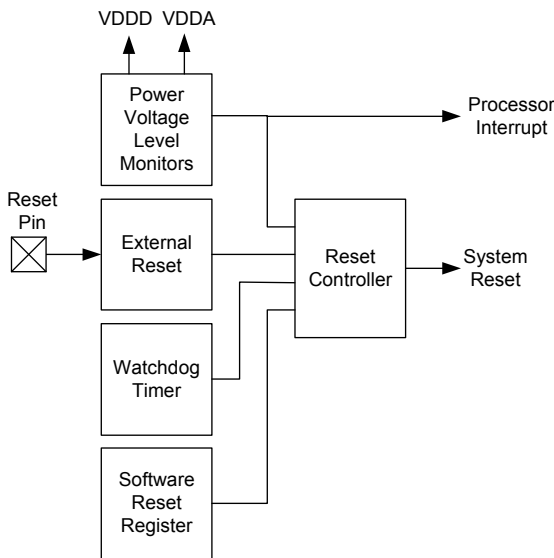 VDDD VDDA
Power
Voltage
Level
Monitors
Processor
Interrupt
Reset
Pin
External
Reset
Reset
Controller
System
Reset
Watchdog
Timer
Software
Reset
Register